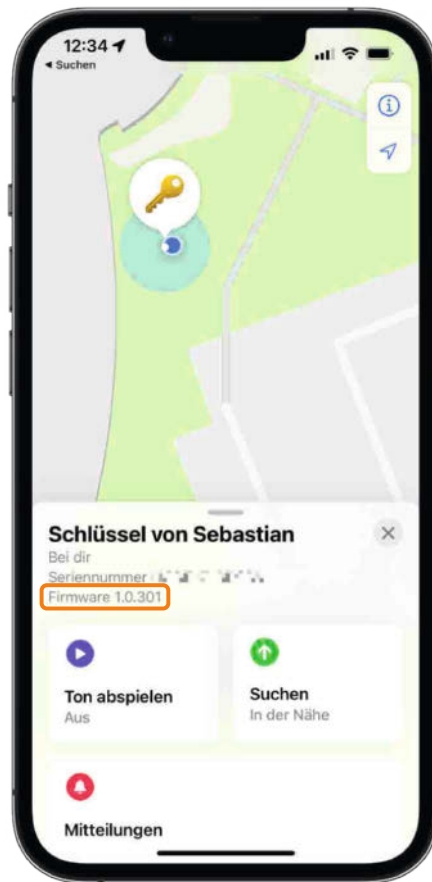 12:34
Suchen
Schlüssel von Sebastian
Bei dir
Seriennummer
Firmware 1.0.301
Ton abspielen
Aus
Suchen
In der Nähe
Mitteilungen